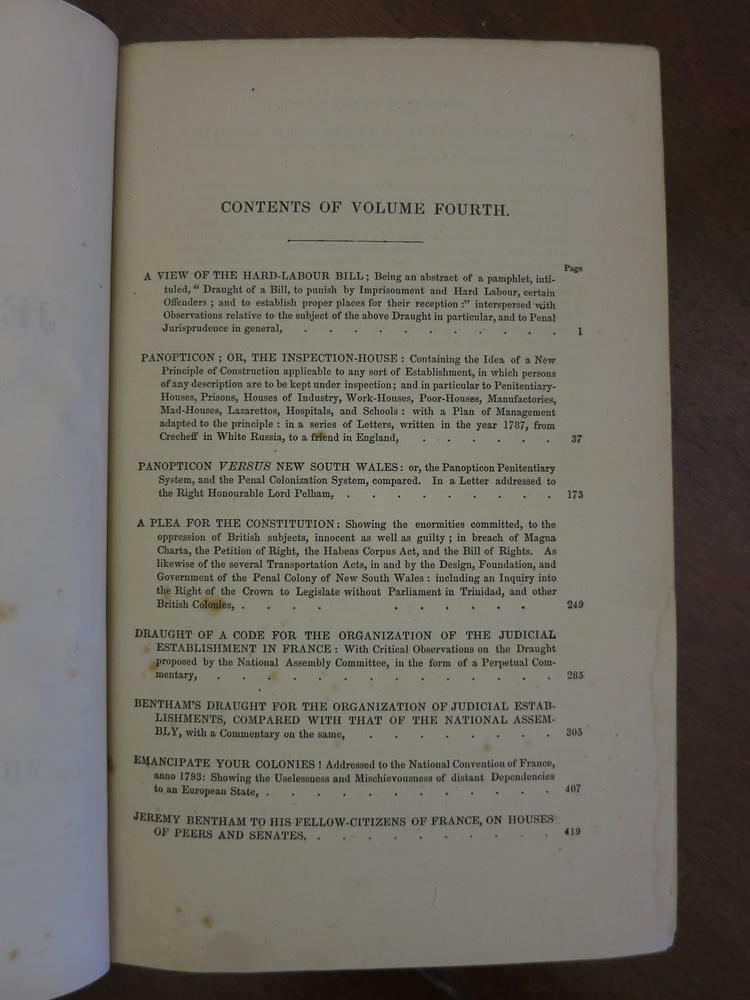 CONTENTS OF VOLUME FOURTH.
Page
A VIEW OF THE HARD-LABOUR BILL; Being an abstract of a pamphlet, inti-
tuled, " Draught of a Bill, to punish by Imprisonment and Hard Labour, certain
Offenders ; and to establish proper places for their reception :" interspersed with
Observations relative to the subject of the above Draught in particular, and to Penal
Jurisprudence in general, . . . . . . . . . . 1
PANOPTICON ; OR, THE INSPECTION-HOUSE : Containing the Idea of a New
Principle of Construction applicable to any sort of Establishment, in which persons
of any description are to be kept under inspection; and in particular to Penitentiary-
Houses, Prisons, Houses of Industry, Work-Houses, Poor-Houses, Manufactories,
Mad-Houses, Lazarettos, Hospitals, and Schools : with a Plan of Management
adapted to the principle : in a series of Letters, written in the year 1787, from
Crecheff in White Russia, to a friend in England, . . . . . . 37
PANOPTICON VERSUS NEW SOUTH WALES : or, the Panopticon Penitentiary
System, and the Penal Colonization System, compared. In a Letter addressed to
the Right Honourable Lord Pelham, . . . . . . . . . 173
A PLEA FOR THE CONSTITUTION: Showing the enormities committed, to the
oppression of British subjects, innocent as well as guilty ; in breach of Magna
Charta, the Petition of Right, the Habeas Corpus Act, and the Bill of Rights. As
likewise of the several Transportation Acts, in and by the Design, Foundation, and
Government of the Penal Colony of New South Wales : including an Inquiry into
the Right of the Crown to Legislate without Parliament in Trinidad, and other
British Colonies, . . . . . . . . . . 249
DRAUGHT OF A CODE FOR THE ORGANIZATION OF THE JUDICIAL
ESTABLISHMENT IN FRANCE : With Critical Observations on the Draught
proposed by the National Assembly Committee, in the form of a Perpetual Com-
mentary, . . . . . . . . . . . . . . 285
BENTHAM'S DRAUGHT FOR THE ORGANIZATION OF JUDICIAL ESTAB-
LISHMENTS, COMPARED WITH THAT OF THE NATIONAL ASSEM-
BLY, with a Commentary on the same, . . . . . . . . 305
EMANCIPATE YOUR COLONIES ! Addressed to the National Convention of France,
anno 1793: Showing the Uselessness and Mischievousness of distant Dependencies
to an European State, . . . . . . . . . . . . 407
JEREMY BENTHAM TO HIS FELLOW-CITIZENS OF FRANCE, ON HOUSES
OF PEERS AND SENATES, . . . . . . . . . . 419